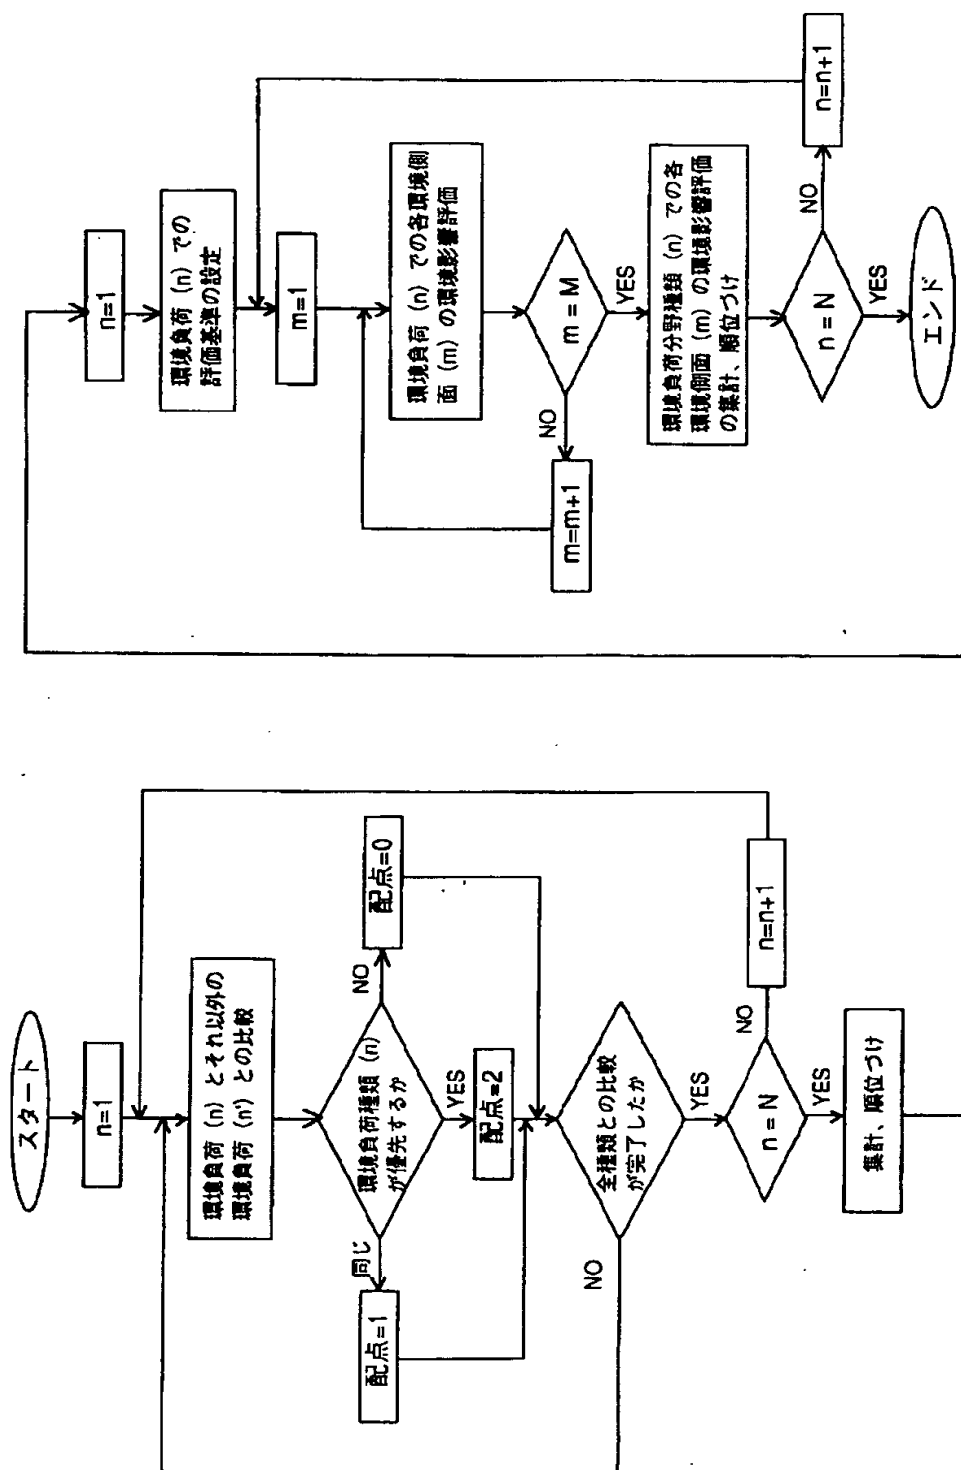 スタート
n=1
環境負荷 (n) とそれ以外の
環境負荷 (n') との比較
環境負荷種類 (n)
が優先するか
同じ
NO
YES
配点=1
配点=2
配点=0
全種類との比較
が完了したか
NO
YES
n = N
NO
n=n+1
YES
集計、順位づけ
n=1
環境負荷 (n) での
評価基準の設定
m=1
環境負荷 (n) での各環境側
面 (m) の環境影響評価
m = M
NO
m=m+1
YES
環境負荷分野種類 (n) での各
環境側面 (m) の環境影響評価
の集計、順位づけ
n = N
NO
n=n+1
YES
エンド